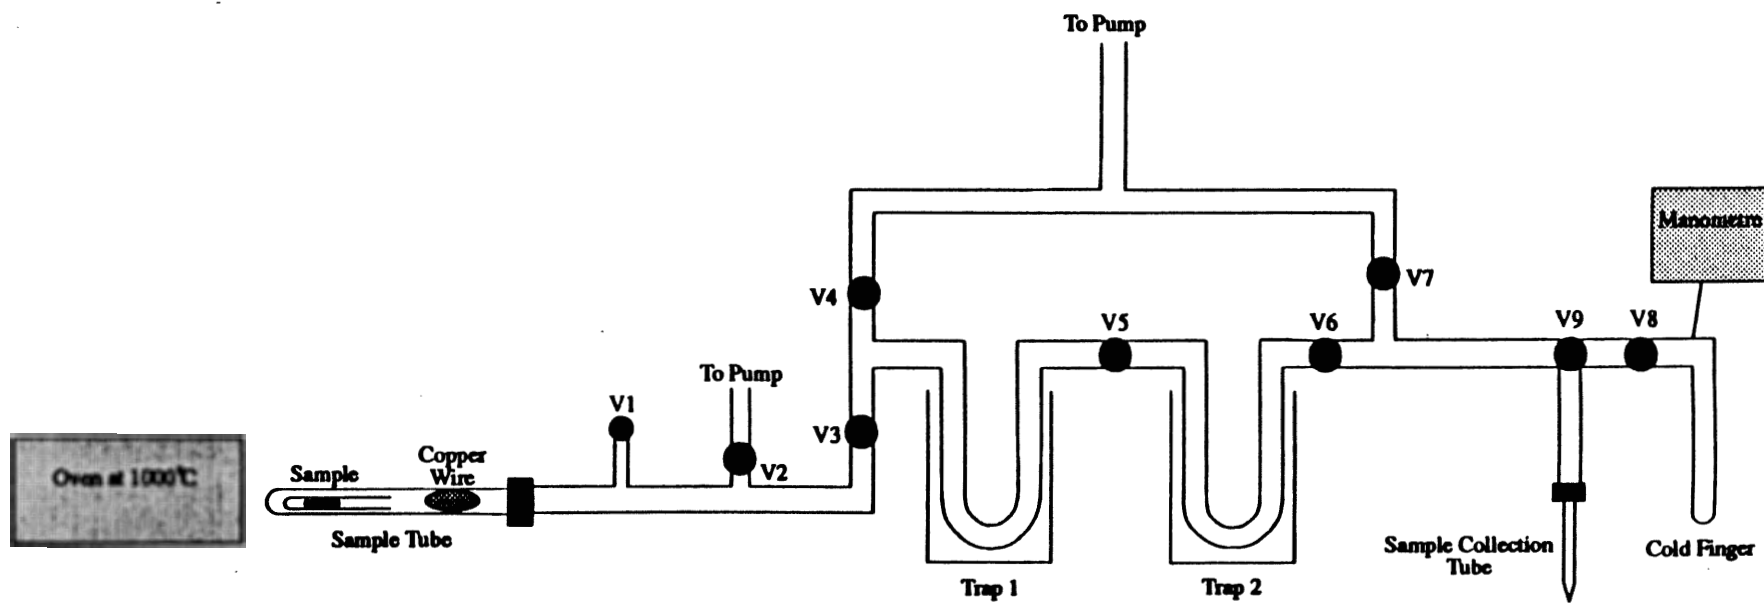 To Pump
Manometre
V4
V7
V5
V6
V9
V8
To Pump
V1
V3
V2
Oven at 1000℃
Sample
Copper
Wire
Sample Tube
Sample Collection
Tube
Cold Finger
Trap 1
Trap 2